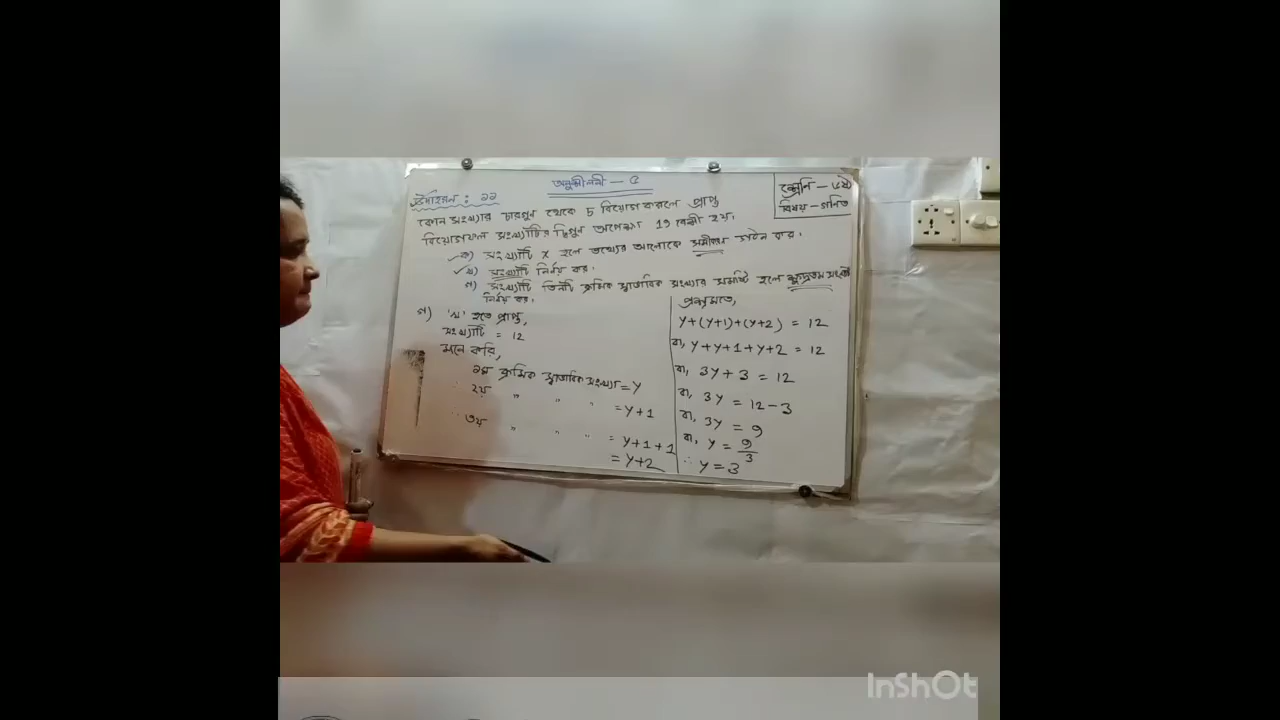 অনুশীলনী — ৫
শ্রেণি — ৬ষ্ঠ
বিষয় — গণিত
উদাহরণ : ১১
কোন সংখ্যার চারগুণ থেকে 5 বিয়োগ করলে প্রাপ্ত
বিয়োগফল সংখ্যাটির দ্বিগুণ অপেক্ষা 19 বেশী হয়।
ক) সংখ্যাটি x হলে তথ্যের আলোকে সমীকরণ গঠন কর।
খ) সংখ্যাটি নির্ণয় কর।
গ) সংখ্যাটি তিনটি ক্রমিক স্বাভাবিক সংখ্যার সমষ্টি হলে ক্ষুদ্রতম সংখ্যাটি
নির্ণয় কর।
গ) 'খ' হতে প্রাপ্ত,
সংখ্যাটি = 12
মনে করি,
১ম ক্রমিক স্বাভাবিক সংখ্যা = y
∴ ২য় " " " = y+1
∴ ৩য় " " " = y+1+1
= y+2
প্রশ্নমতে,
y+(y+1)+(y+2) = 12
বা, y+y+1+y+2 = 12
বা, 3y+3 = 12
বা, 3y = 12-3
বা, 3y = 9
বা, y = 9/3
∴ y = 3
InShOt